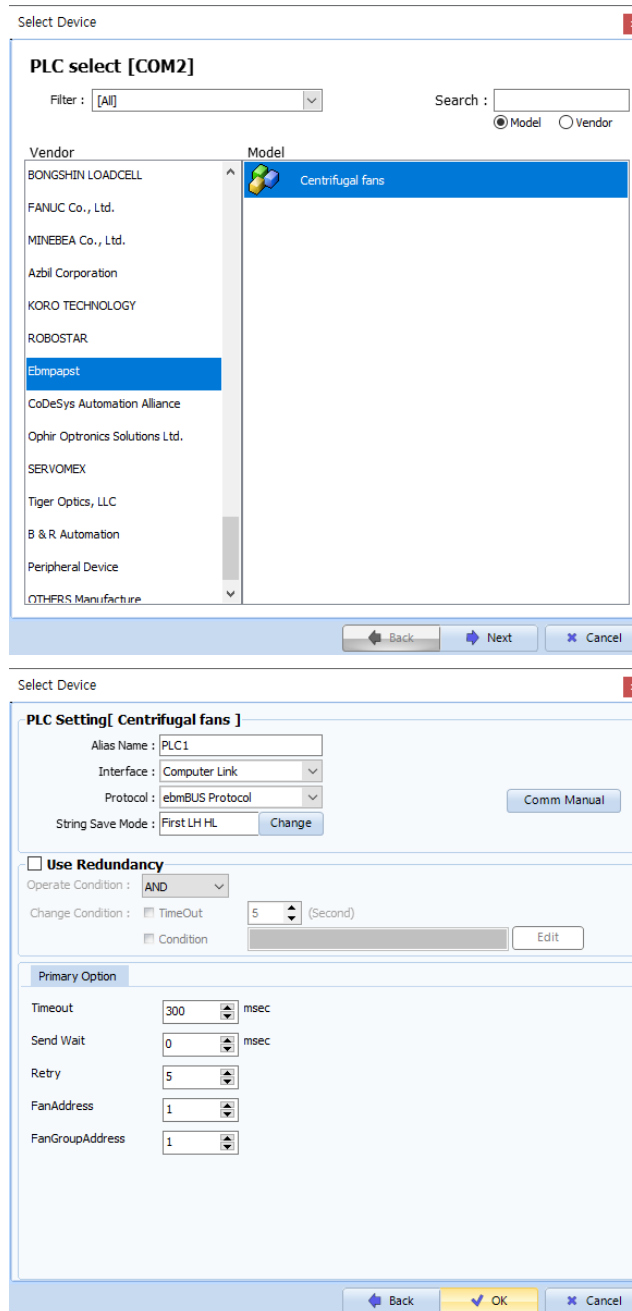 Select Device
PLC select [COM2]
Filter : [All]
Search :
Model Vendor
Vendor Model
BONGSHIN LOADCELL
Centrifugal fans
FANUC Co., Ltd.
MINEBEA Co., Ltd.
Azbil Corporation
KORO TECHNOLOGY
ROBOSTAR
Ebmpapst
CoDeSys Automation Alliance
Ophir Optronics Solutions Ltd.
SERVOMEX
Tiger Optics, LLC
B & R Automation
Peripheral Device
OTHERS Manufacture
Back Next Cancel
Select Device
PLC Setting[ Centrifugal fans ]
Alias Name : PLC1
Interface : Computer Link
Protocol : ebmBUS Protocol
Comm Manual
String Save Mode : First LH HL Change
Use Redundancy
Operate Condition : AND
Change Condition : TimeOut 5 (Second)
Condition Edit
Primary Option
Timeout 300 msec
Send Wait 0 msec
Retry 5
FanAddress 1
FanGroupAddress 1
Back OK Cancel